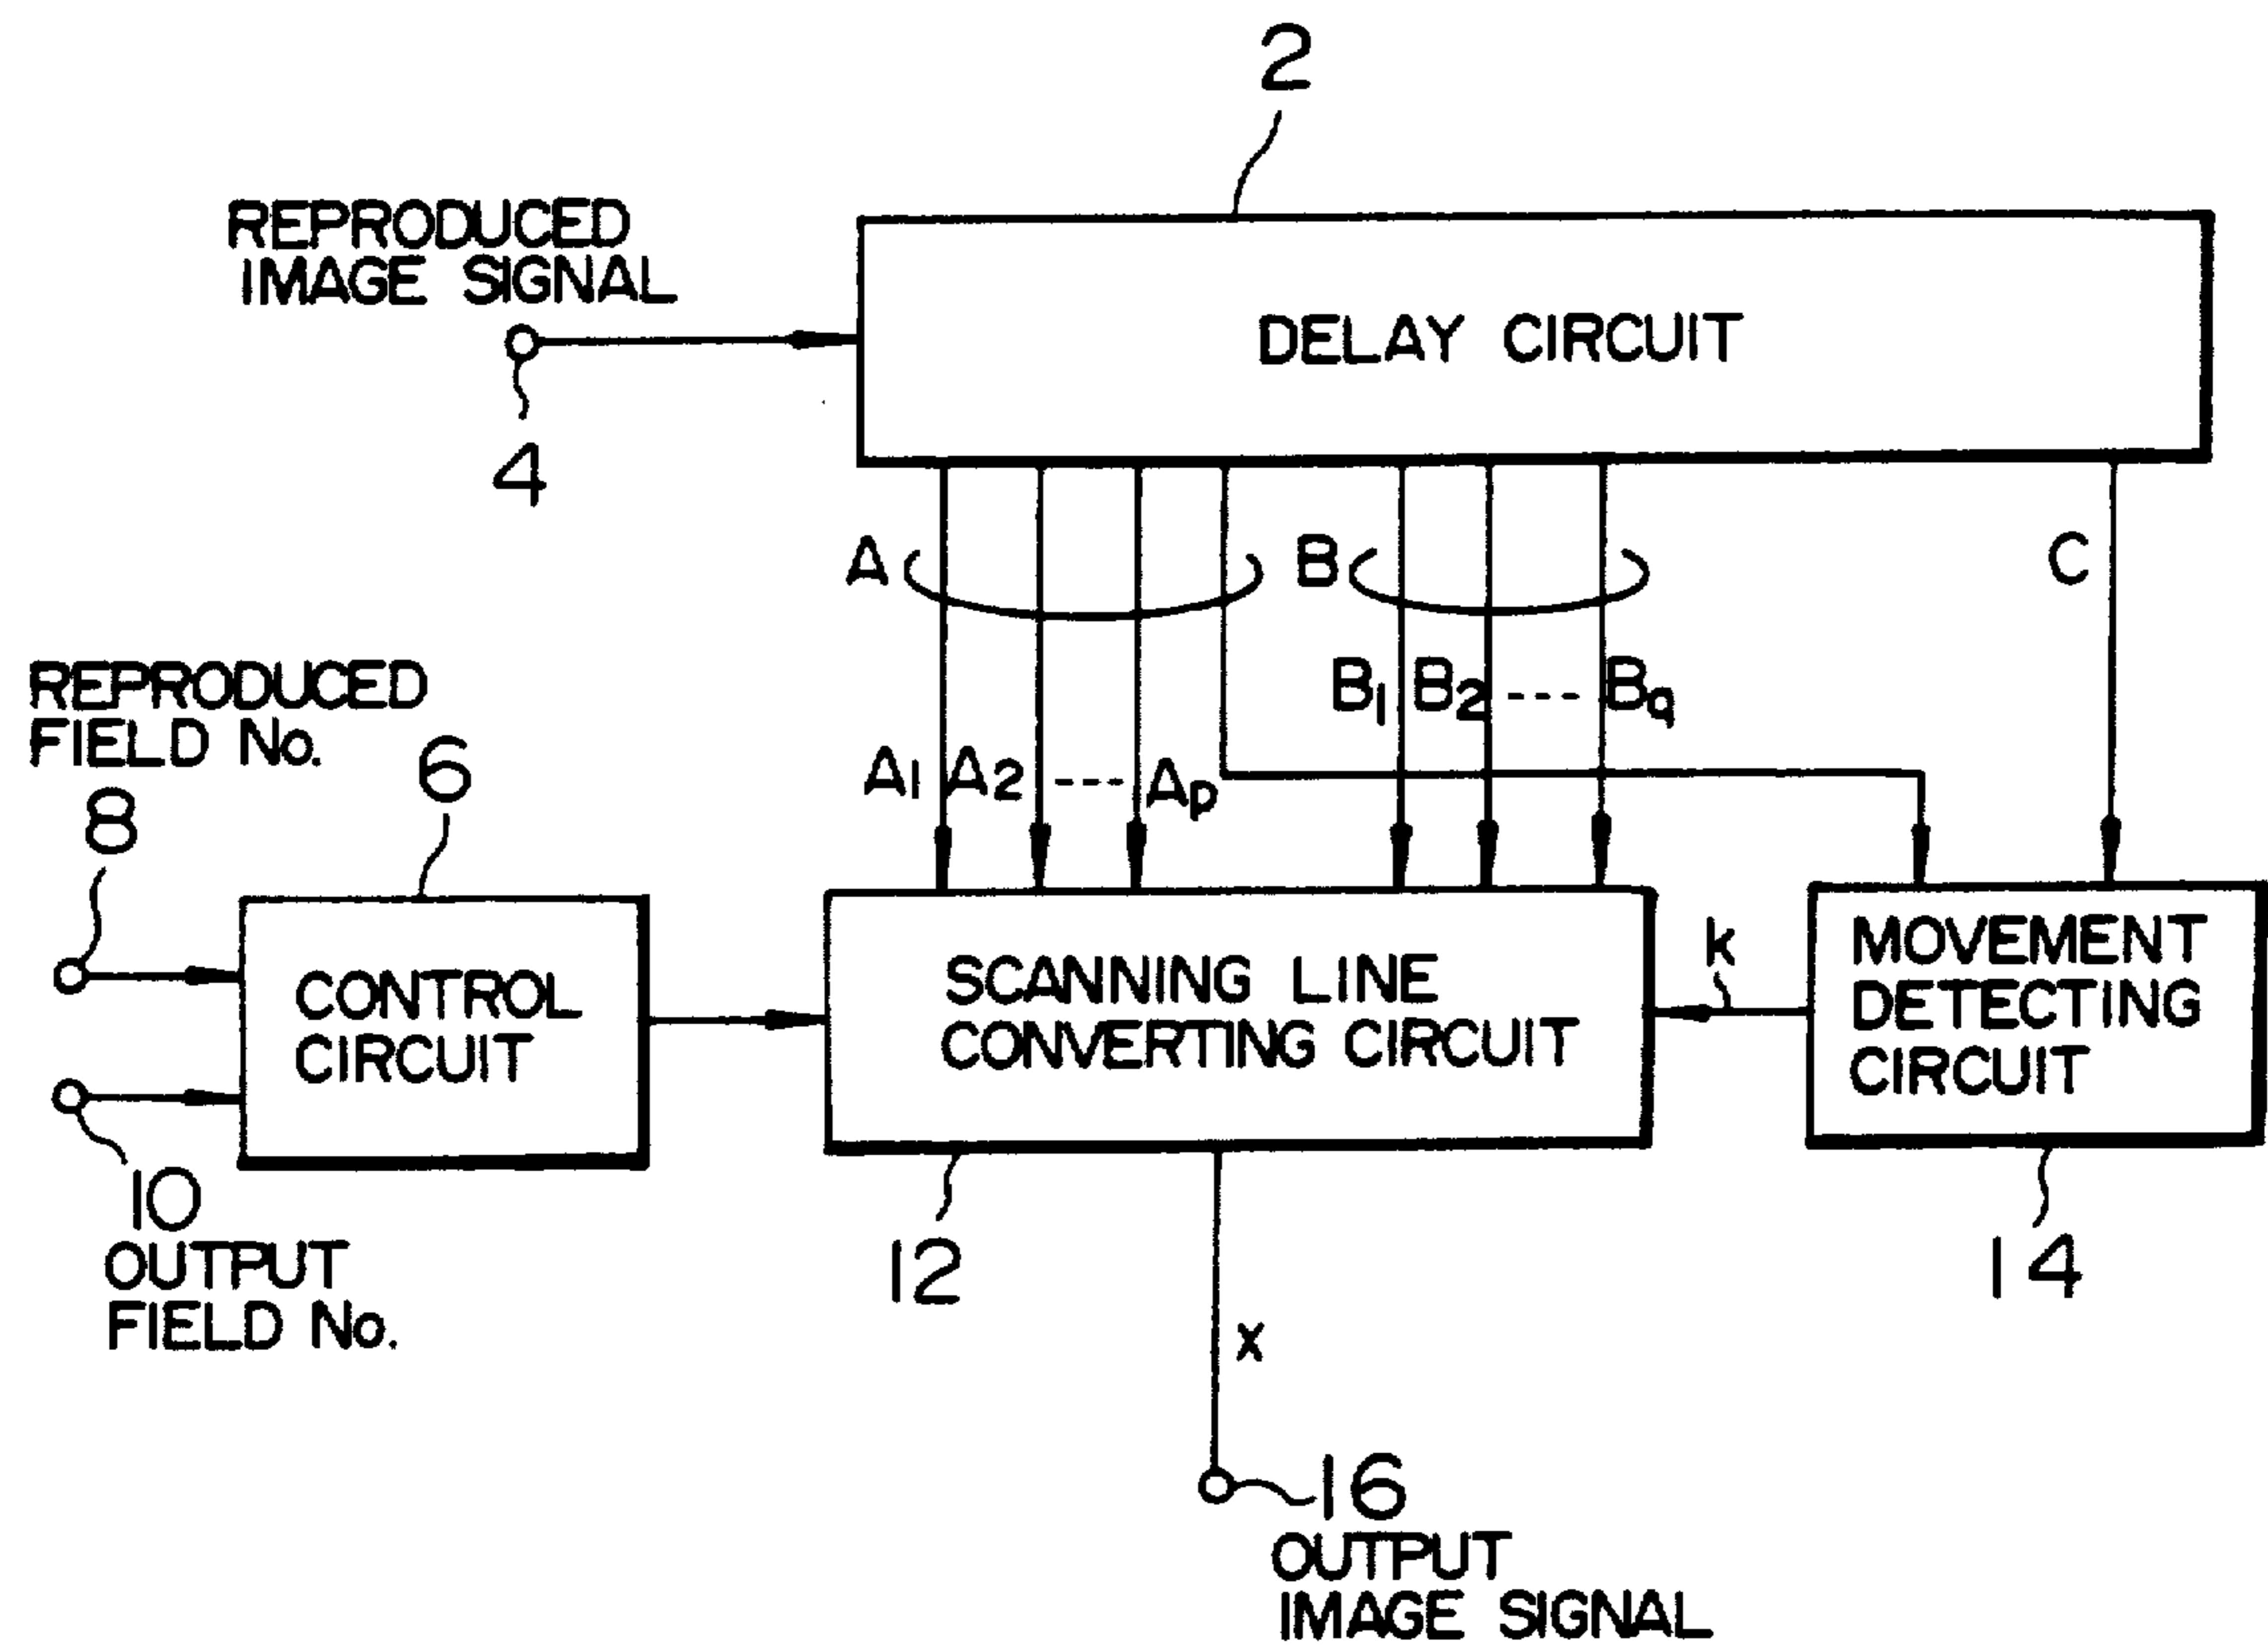 2
REPRODUCED
IMAGE SIGNAL
DELAY CIRCUIT
4
A
B
C
REPRODUCED
FIELD No.
B1 B2 --- Bq
A1 A2 --- Ap
6
8
CONTROL
CIRCUIT
SCANNING LINE
CONVERTING CIRCUIT
k
MOVEMENT
DETECTING
CIRCUIT
10
OUTPUT
FIELD No.
12
14
x
16
OUTPUT
IMAGE SIGNAL